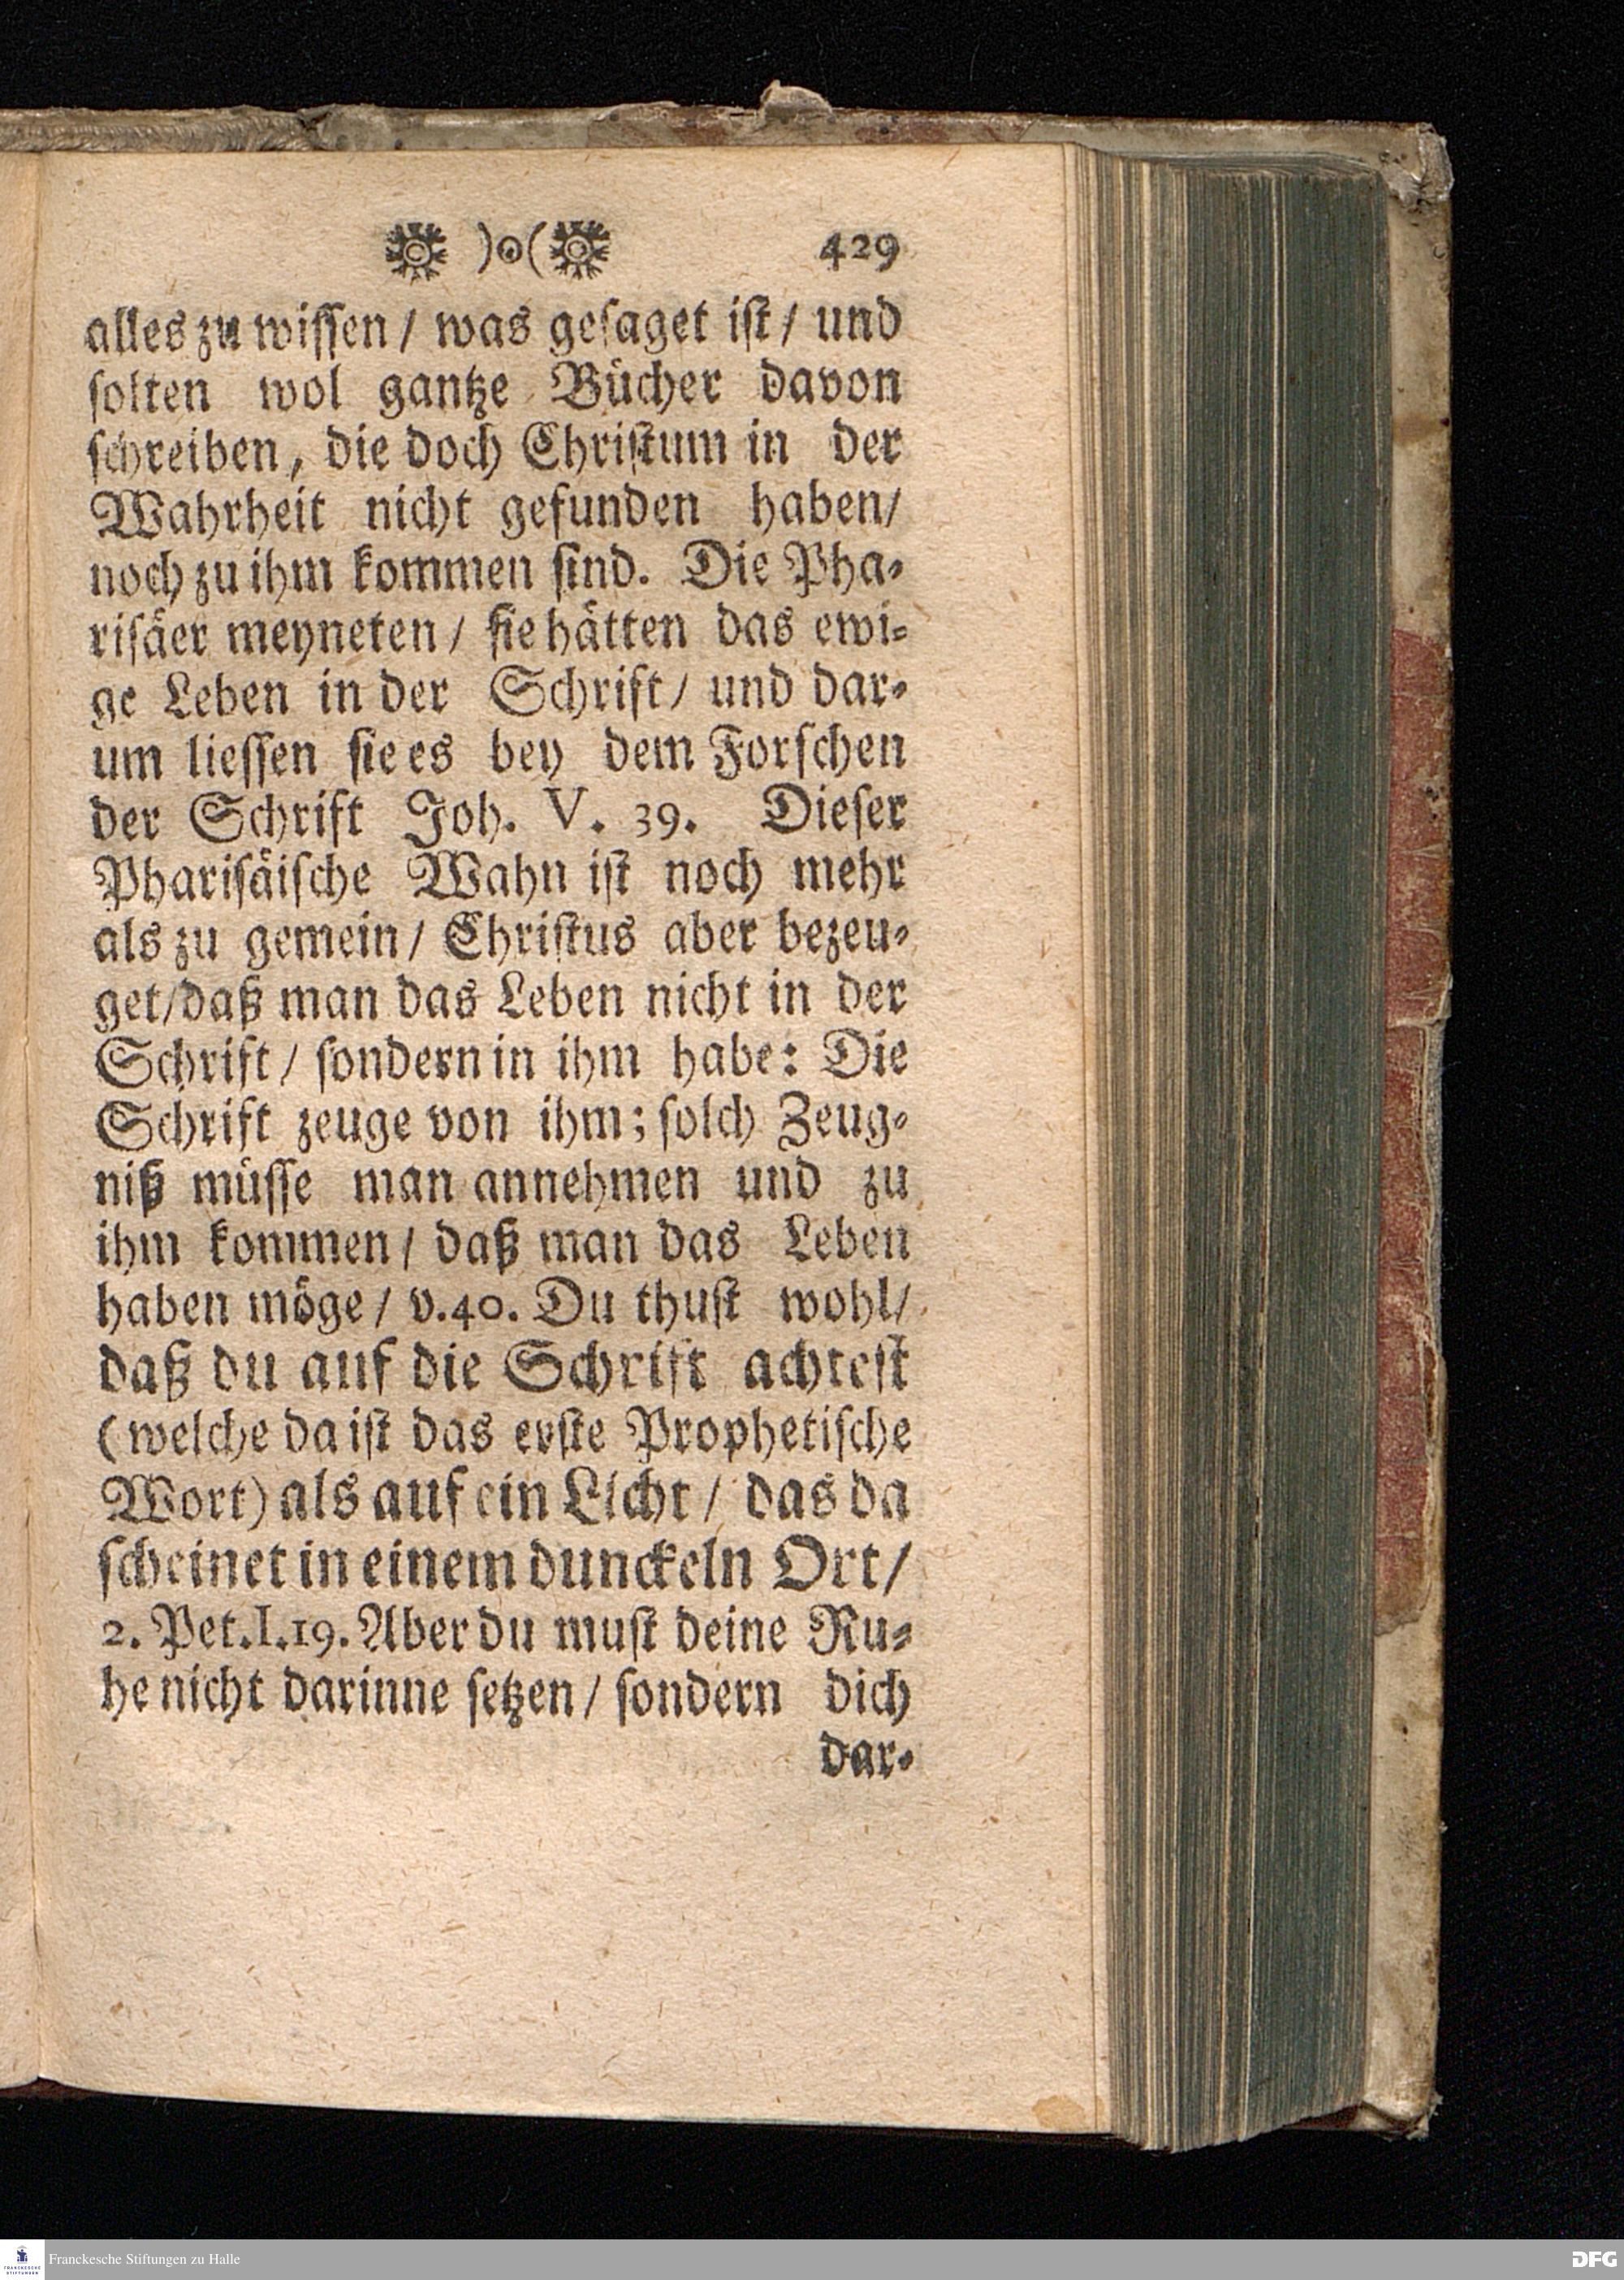 )o( 429
alles zu wissen / was gesaget ist / und
solten wol gantze Bücher davon
schreiben, die doch Christum in der
Wahrheit nicht gefunden haben/
noch zu ihm kommen sind. Die Pha-
risäer meyneten / sie hätten das ewi-
ge Leben in der Schrift / und dar-
um liessen sie es bey dem Forschen
der Schrift Joh. V. 39. Dieser
Pharisäische Wahn ist noch mehr
als zu gemein / Christus aber bezeu-
get/daß man das Leben nicht in der
Schrift / sondern in ihm habe: Die
Schrift zeuge von ihm; solch Zeug-
niß müsse man annehmen und zu
ihm kommen / daß man das Leben
haben möge / v.40. Du thust wohl/
daß du auf die Schrift achtest
(welche da ist das erste Prophetische
Wort) als auf ein Licht / das da
scheinet in einem dunckeln Ort/
2. Pet.I.19. Aber du must deine Ru-
he nicht darinne setzen / sondern dich
dar-
FRANCKESCHE
STIFTUNGEN
Franckesche Stiftungen zu Halle
DFG